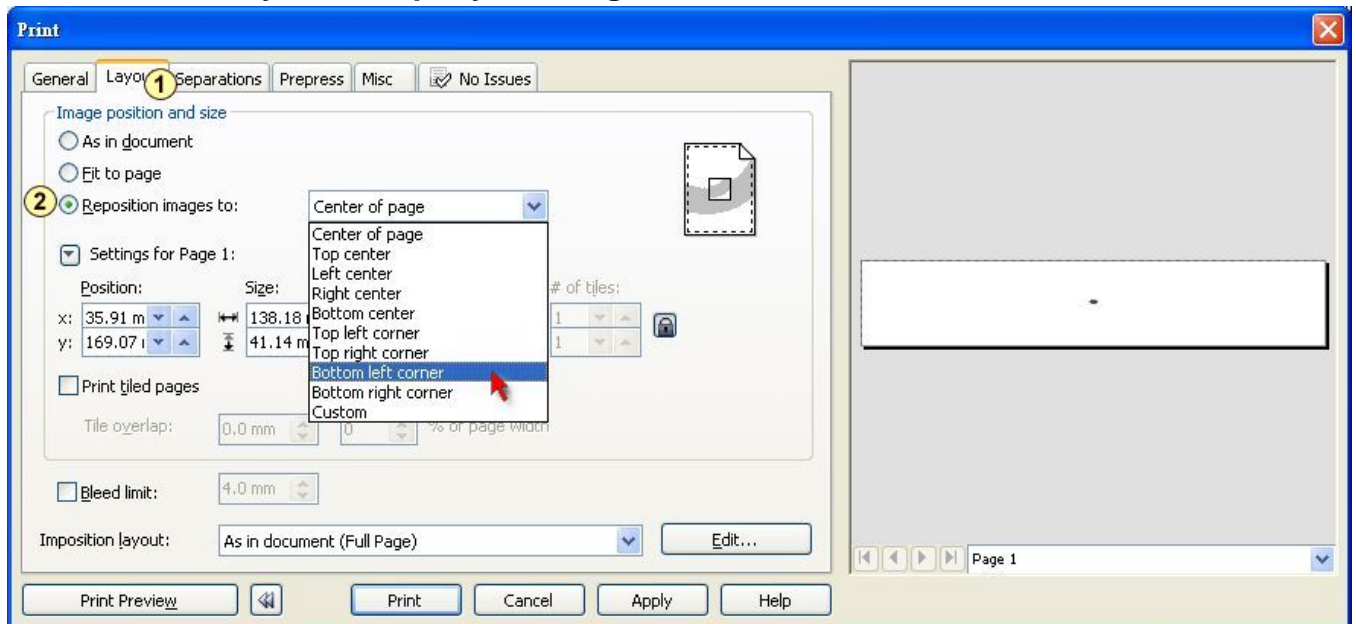 Print
General Layou 1 Separations Prepress Misc No Issues
Image position and size
As in document
Fit to page
2 Reposition images to: Center of page
Center of page
Top center
Left center
Right center
Bottom center
Top left corner
Top right corner
Bottom left corner
Bottom right corner
Custom
Settings for Page 1:
Position: Size: # of tiles:
x: 35.91 m 138.18 1
y: 169.07 41.14 m 1
Print tiled pages
Tile overlap: 0.0 mm 0 % of page width
Bleed limit: 4.0 mm
Imposition layout: As in document (Full Page) Edit...
Page 1
Print Preview Print Cancel Apply Help